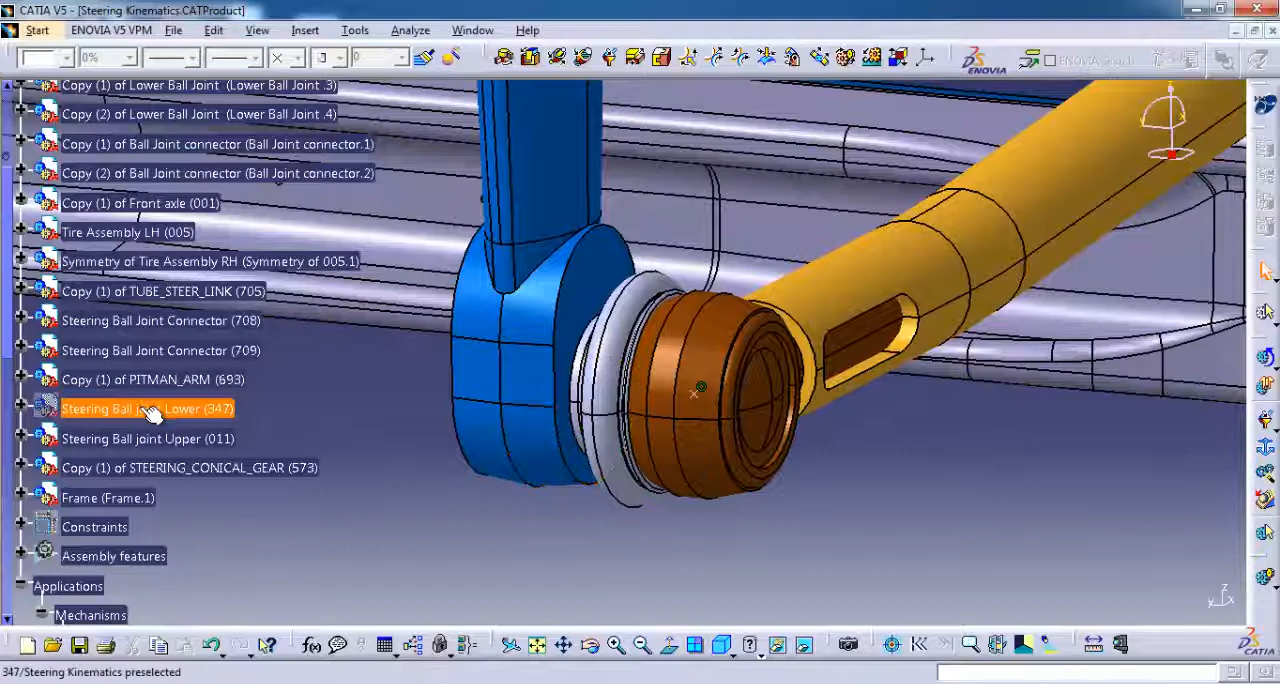 CATIA V5 - [Steering Kinematics.CATProduct]
Start ENOVIA V5 VPM File Edit View Insert Tools Analyze Window Help
0% 3 0 ENOVIA
Copy (1) of Lower Ball Joint (Lower Ball Joint .3)
Copy (2) of Lower Ball Joint (Lower Ball Joint .4)
Copy (1) of Ball Joint connector (Ball Joint connector.1)
Copy (2) of Ball Joint connector (Ball Joint connector.2)
Copy (1) of Front axle (001)
Tire Assembly LH (005)
Symmetry of Tire Assembly RH (Symmetry of 005.1)
Copy (1) of TUBE_STEER_LINK (705)
Steering Ball Joint Connector (708)
Steering Ball Joint Connector (709)
Copy (1) of PITMAN_ARM (693)
Steering Ball Lower (347)
Steering Ball joint Upper (011)
Copy (1) of STEERING_CONICAL_GEAR (573)
Frame (Frame.1)
Constraints
Assembly features
Applications
Mechanisms
z
y x
f(x)
CATIA
347/Steering Kinematics preselected